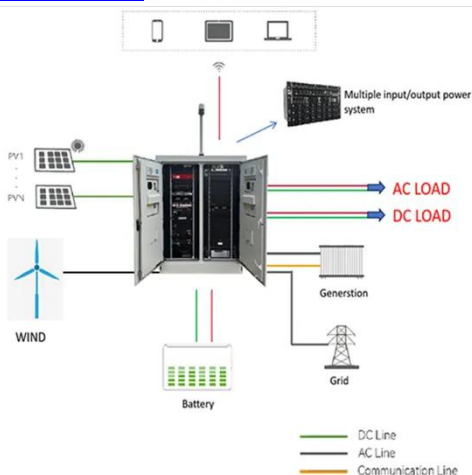 Multiple input/output power
system
PV1
PVN
AC LOAD
DC LOAD
WIND
Generstion
Battery
Grid
DC Line
AC Line
Communication Line